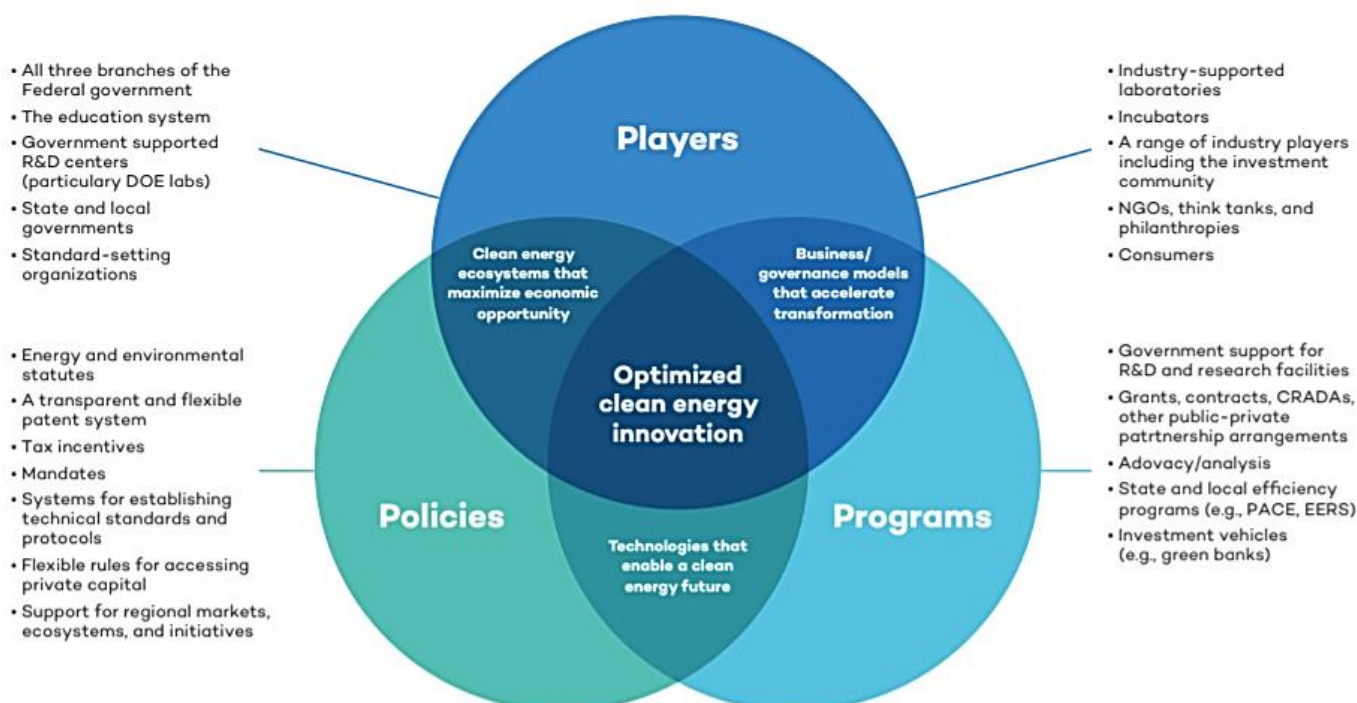 • All three branches of the
Federal government
• The education system
• Government supported
R&D centers
(particulary DOE labs)
• State and local
governments
• Standard-setting
organizations
• Industry-supported
laboratories
• Incubators
• A range of industry players
including the investment
community
• NGOs, think tanks, and
philanthropies
• Consumers
Players
Clean energy
ecosystems that
maximize economic
opportunity
Business/
governance models
that accelerate
transformation
Optimized
clean energy
innovation
• Energy and environmental
statutes
• A transparent and flexible
patent system
• Tax incentives
• Mandates
• Systems for establishing
technical standards and
protocols
• Flexible rules for accessing
private capital
• Support for regional markets,
ecosystems, and initiatives
Policies
Programs
Technologies that
enable a clean
energy future
• Government support for
R&D and research facilities
• Grants, contracts, CRADAs,
other public-private
patrtnership arrangements
• Adovacy/analysis
• State and local efficiency
programs (e.g., PACE, EERS)
• Investment vehicles
(e.g., green banks)